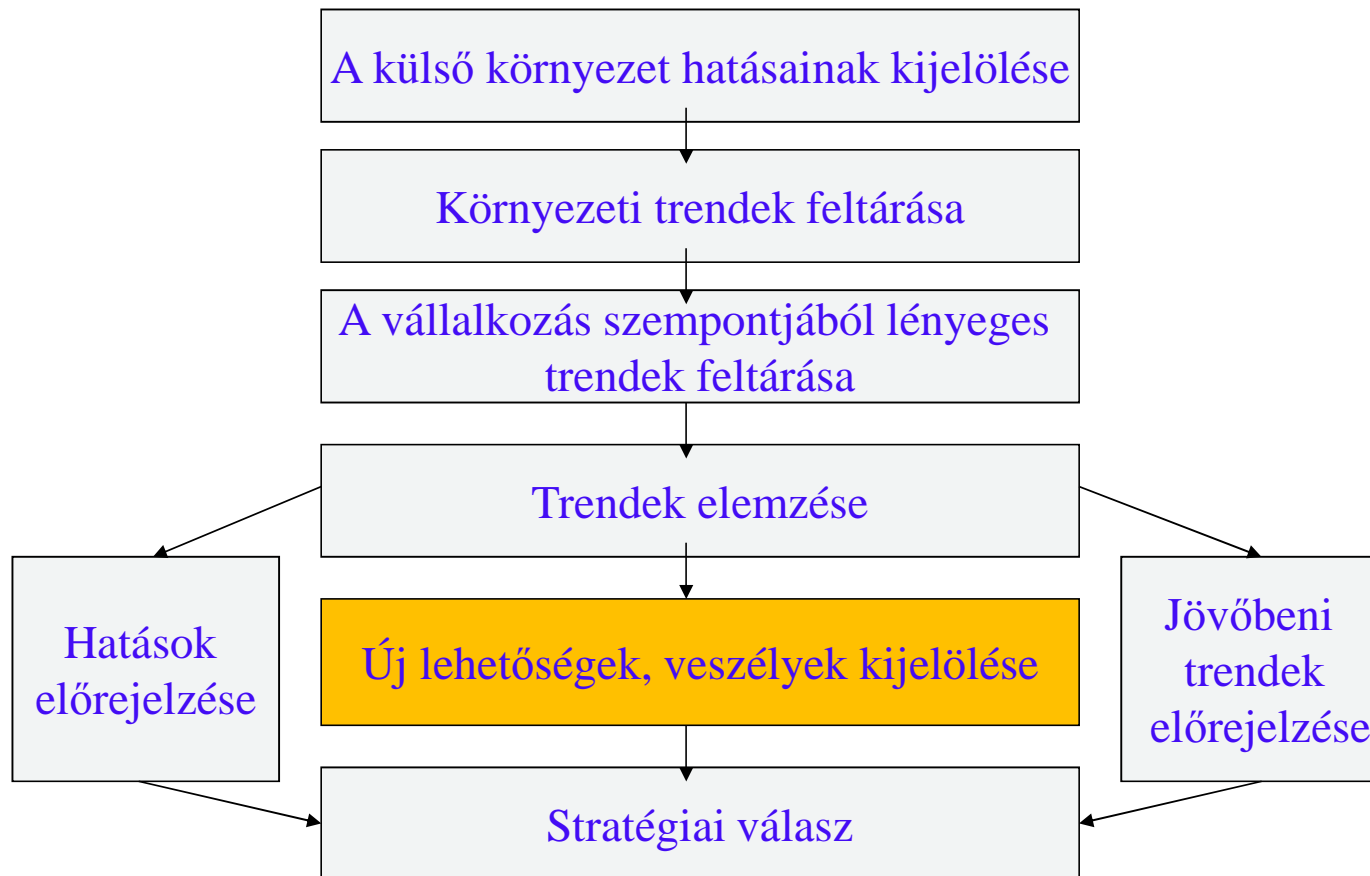 A külső környezet hatásainak kijelölése
Környezeti trendek feltárása
A vállalkozás szempontjából lényeges
trendek feltárása
Trendek elemzése
Hatások
előrejelzése
Új lehetőségek, veszélyek kijelölése
Jövőbeni
trendek
előrejelzése
Stratégiai válasz